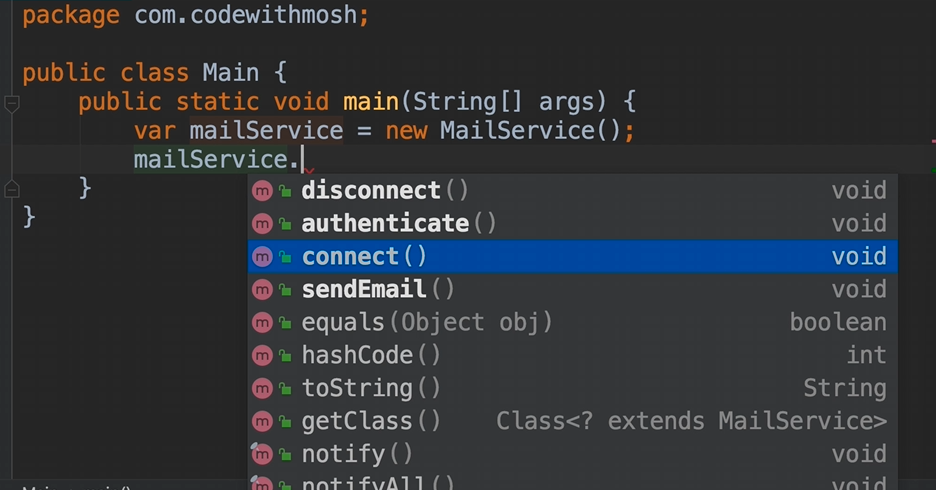 package com.codewithmosh;
public class Main {
public static void main(String[] args) {
var mailService = new MailService();
mailService.
}
}
disconnect() void
authenticate() void
connect() void
sendEmail() void
equals(Object obj) boolean
hashCode() int
toString() String
getClass() Class<? extends MailService>
notify() void
notifyAll() void